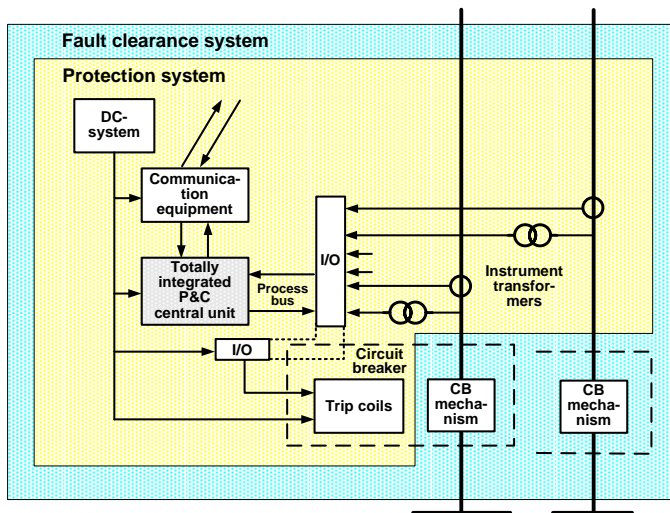 Fault clearance system
Protection system
DC-
system
Communica-
tion
equipment
I/O
Totally
integrated
P&C
central unit
Process
bus
Instrument
transfor-
mers
I/O
Circuit
breaker
Trip coils
CB
mecha-
nism
CB
mecha-
nism